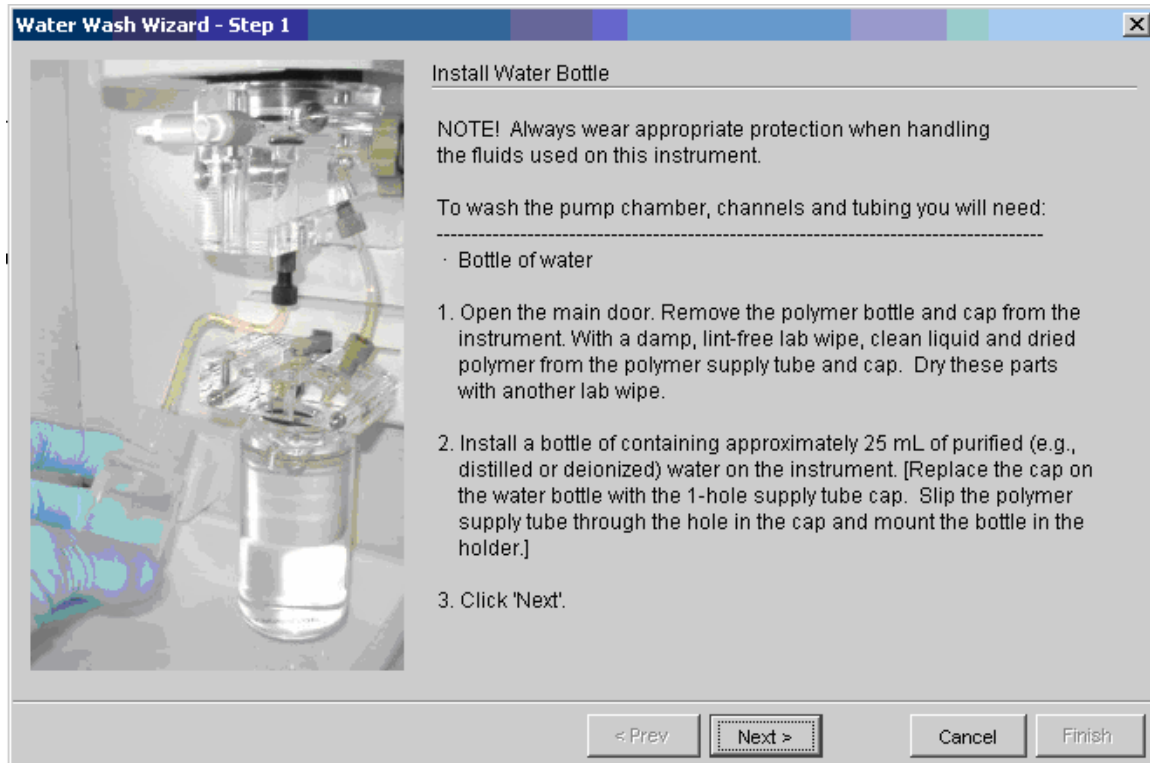 Water Wash Wizard - Step 1
Install Water Bottle
NOTE! Always wear appropriate protection when handling
the fluids used on this instrument.
To wash the pump chamber, channels and tubing you will need:
--------------------------------------------------------------------------------------
· Bottle of water
1. Open the main door. Remove the polymer bottle and cap from the
instrument. With a damp, lint-free lab wipe, clean liquid and dried
polymer from the polymer supply tube and cap. Dry these parts
with another lab wipe.
2. Install a bottle of containing approximately 25 mL of purified (e.g.,
distilled or deionized) water on the instrument. [Replace the cap on
the water bottle with the 1-hole supply tube cap. Slip the polymer
supply tube through the hole in the cap and mount the bottle in the
holder.]
3. Click 'Next'.
< Prev Next > Cancel Finish